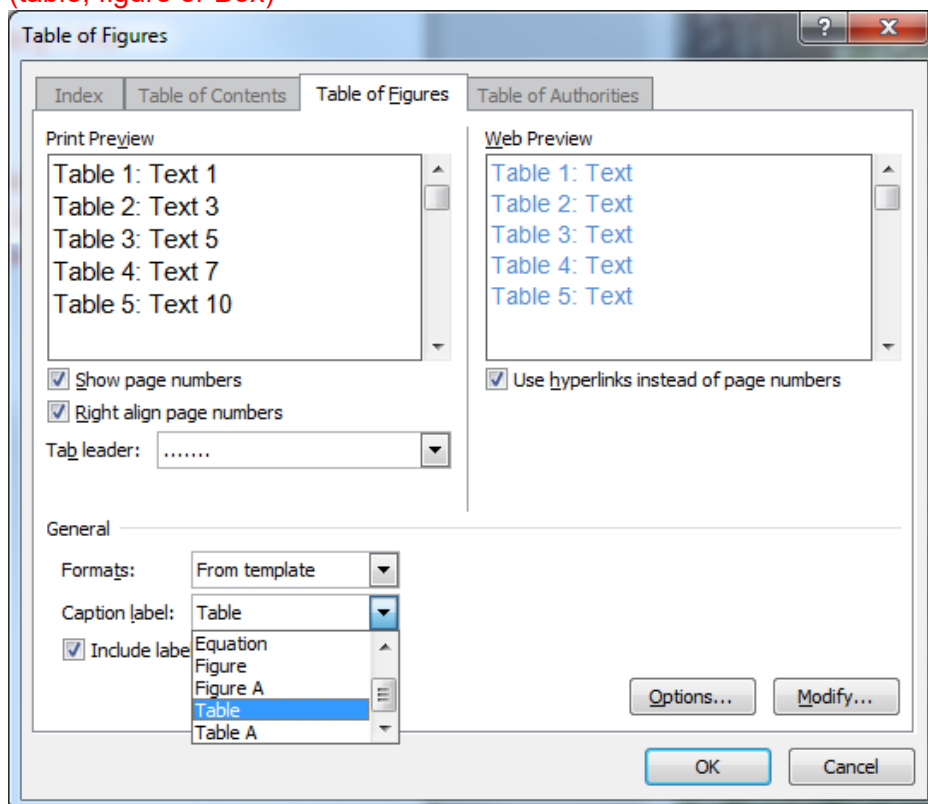 (table, figure or Box)
Table of Figures
Index Table of Contents Table of Figures Table of Authorities
Print Preview
Table 1: Text 1
Table 2: Text 3
Table 3: Text 5
Table 4: Text 7
Table 5: Text 10
Show page numbers
Right align page numbers
Tab leader: .......
Web Preview
Table 1: Text
Table 2: Text
Table 3: Text
Table 4: Text
Table 5: Text
Use hyperlinks instead of page numbers
General
Formats: From template
Caption label: Table
Include labe
Equation
Figure
Figure A
Table
Table A
Options... Modify...
OK Cancel